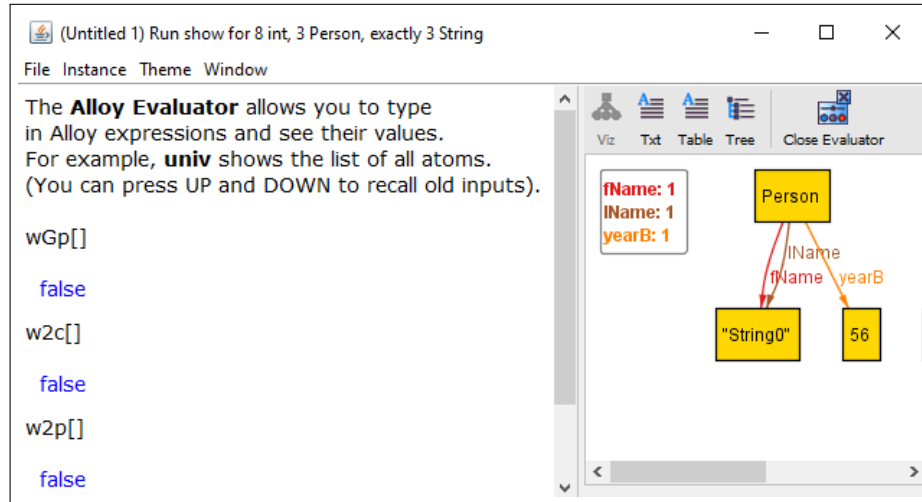 (Untitled 1) Run show for 8 int, 3 Person, exactly 3 String
File Instance Theme Window
The Alloy Evaluator allows you to type
in Alloy expressions and see their values.
For example, univ shows the list of all atoms.
(You can press UP and DOWN to recall old inputs).
wGp[]
false
w2c[]
false
w2p[]
false
Viz Txt Table Tree Close Evaluator
fName: 1
lName: 1
yearB: 1
Person
lName
fName yearB
"String0" 56